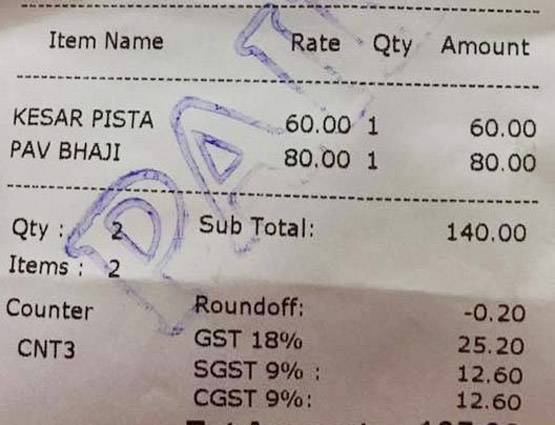 Item Name Rate Qty Amount
KESAR PISTA 60.00 1 60.00
PAV BHAJI 80.00 1 80.00
Qty : 2 Sub Total: 140.00
Items : 2
Counter Roundoff: -0.20
CNT3 GST 18% 25.20
SGST 9% : 12.60
CGST 9%: 12.60
PAID